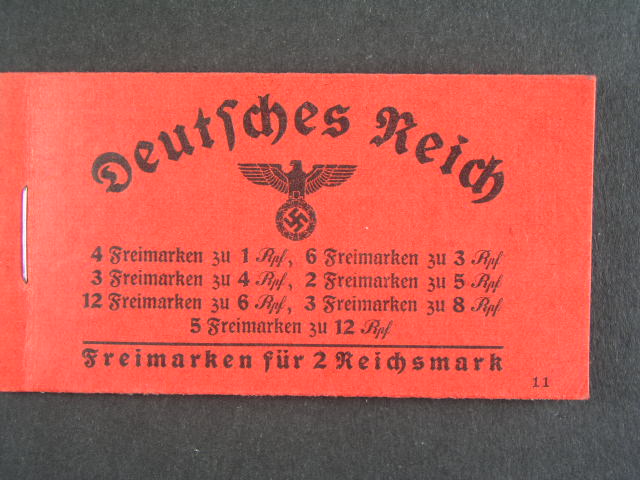 Deutſches Reich
4 Freimarken zu 1 Rpf, 6 Freimarken zu 3 Rpf
3 Freimarken zu 4 Rpf, 2 Freimarken zu 5 Rpf
12 Freimarken zu 6 Rpf, 3 Freimarken zu 8 Rpf
5 Freimarken zu 12 Rpf
Freimarken für 2 Reichsmark
11